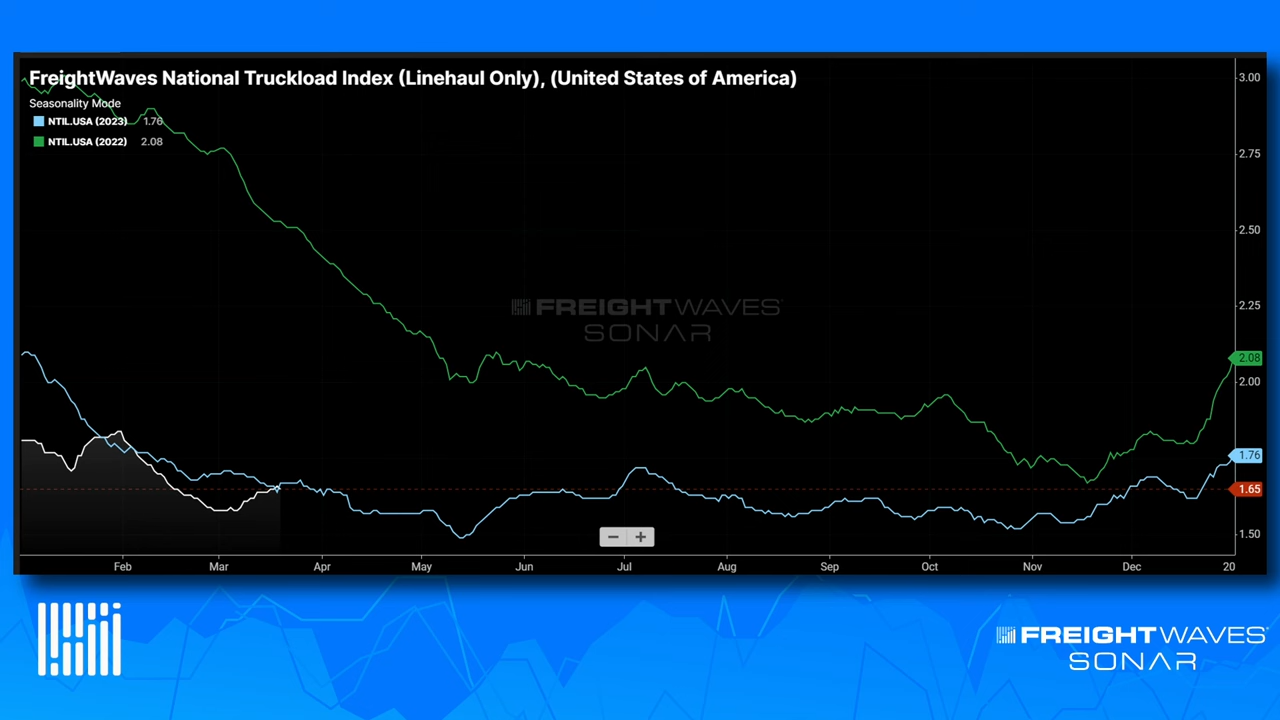 FreightWaves National Truckload Index (Linehaul Only), (United States of America)
Seasonality Mode
NTIL.USA (2023) 1.76
NTIL.USA (2022) 2.08
3.00
2.75
2.50
2.25
2.08
2.00
1.76
1.65
1.50
FREIGHTWAVES
SONAR
− +
Feb Mar Apr May Jun Jul Aug Sep Oct Nov Dec 20
FREIGHTWAVES
SONAR